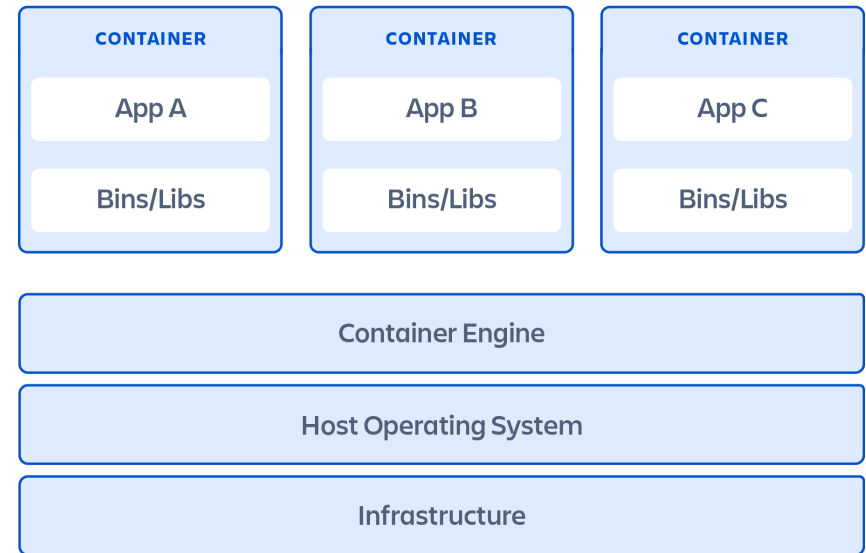 CONTAINER
App A
Bins/Libs
CONTAINER
App B
Bins/Libs
CONTAINER
App C
Bins/Libs
Container Engine
Host Operating System
Infrastructure